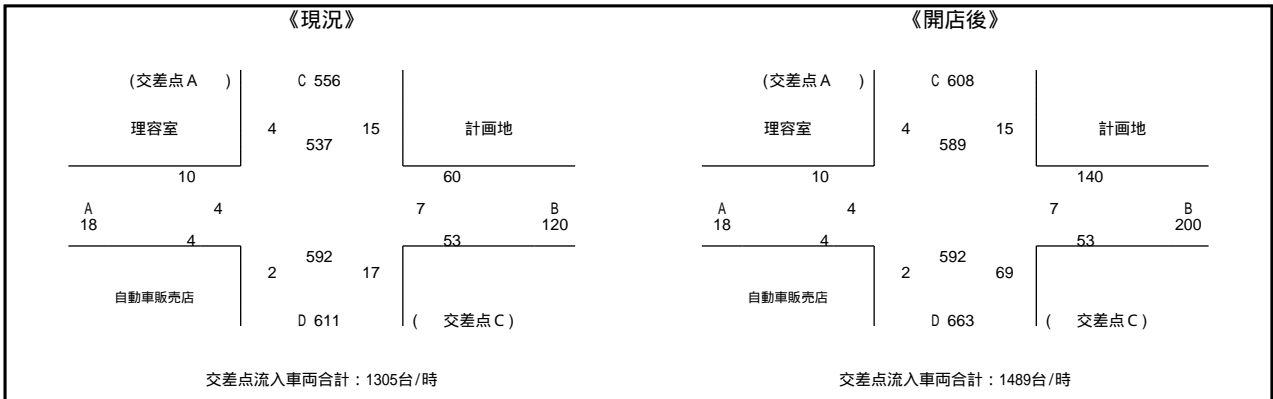 《現況》 《開店後》
(交差点A ) C 556 (交差点A ) C 608
理容室 4 15 計画地 理容室 4 15 計画地
537 589
10 60 10 140
A 4 7 B A 4 7 B
18 120 18 200
4 53 4 53
592 592
2 17 2 69
自動車販売店 自動車販売店
D 611 ( 交差点C) D 663 ( 交差点C)
交差点流入車両合計:1305台/時 交差点流入車両合計:1489台/時